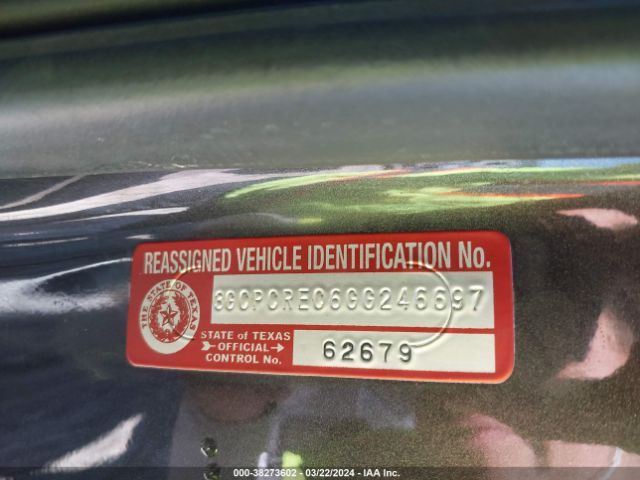 REASSIGNED VEHICLE IDENTIFICATION No.
3GCPCREC6GG246697
THE STATE OF TEXAS
STATE of TEXAS
OFFICIAL
CONTROL No.
62679
000-38273602 - 03/22/2024 - IAA Inc.